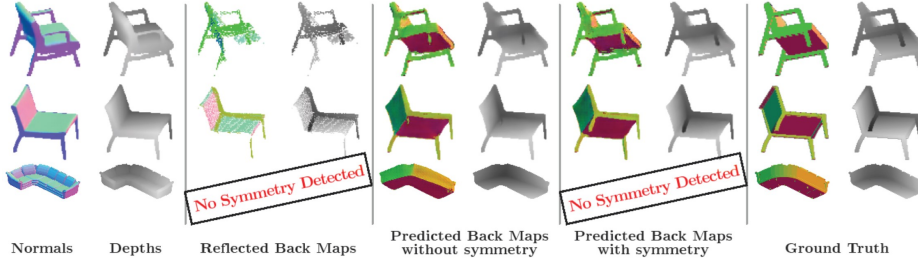 No Symmetry Detected
No Symmetry Detected
Normals
Depths
Reflected Back Maps
Predicted Back Maps
without symmetry
Predicted Back Maps
with symmetry
Ground Truth